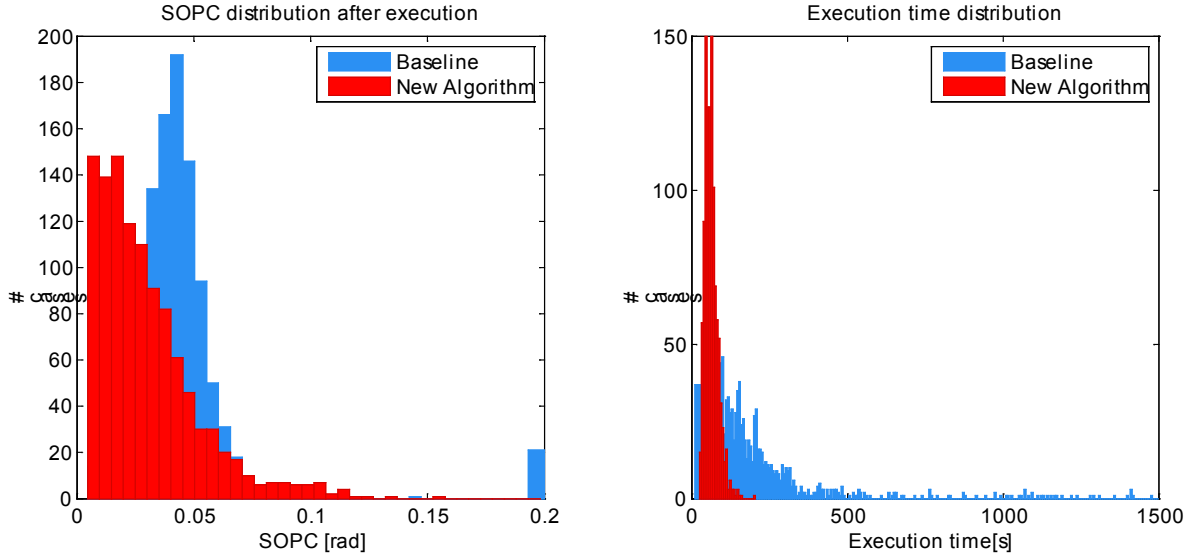 SOPC distribution after execution
200
180
160
140
120
100
80
60
40
20
0
# cases
Baseline
New Algorithm
0
0.05
0.1
0.15
0.2
SOPC [rad]
Execution time distribution
150
100
50
0
# cases
Baseline
New Algorithm
0
500
1000
1500
Execution time[s]